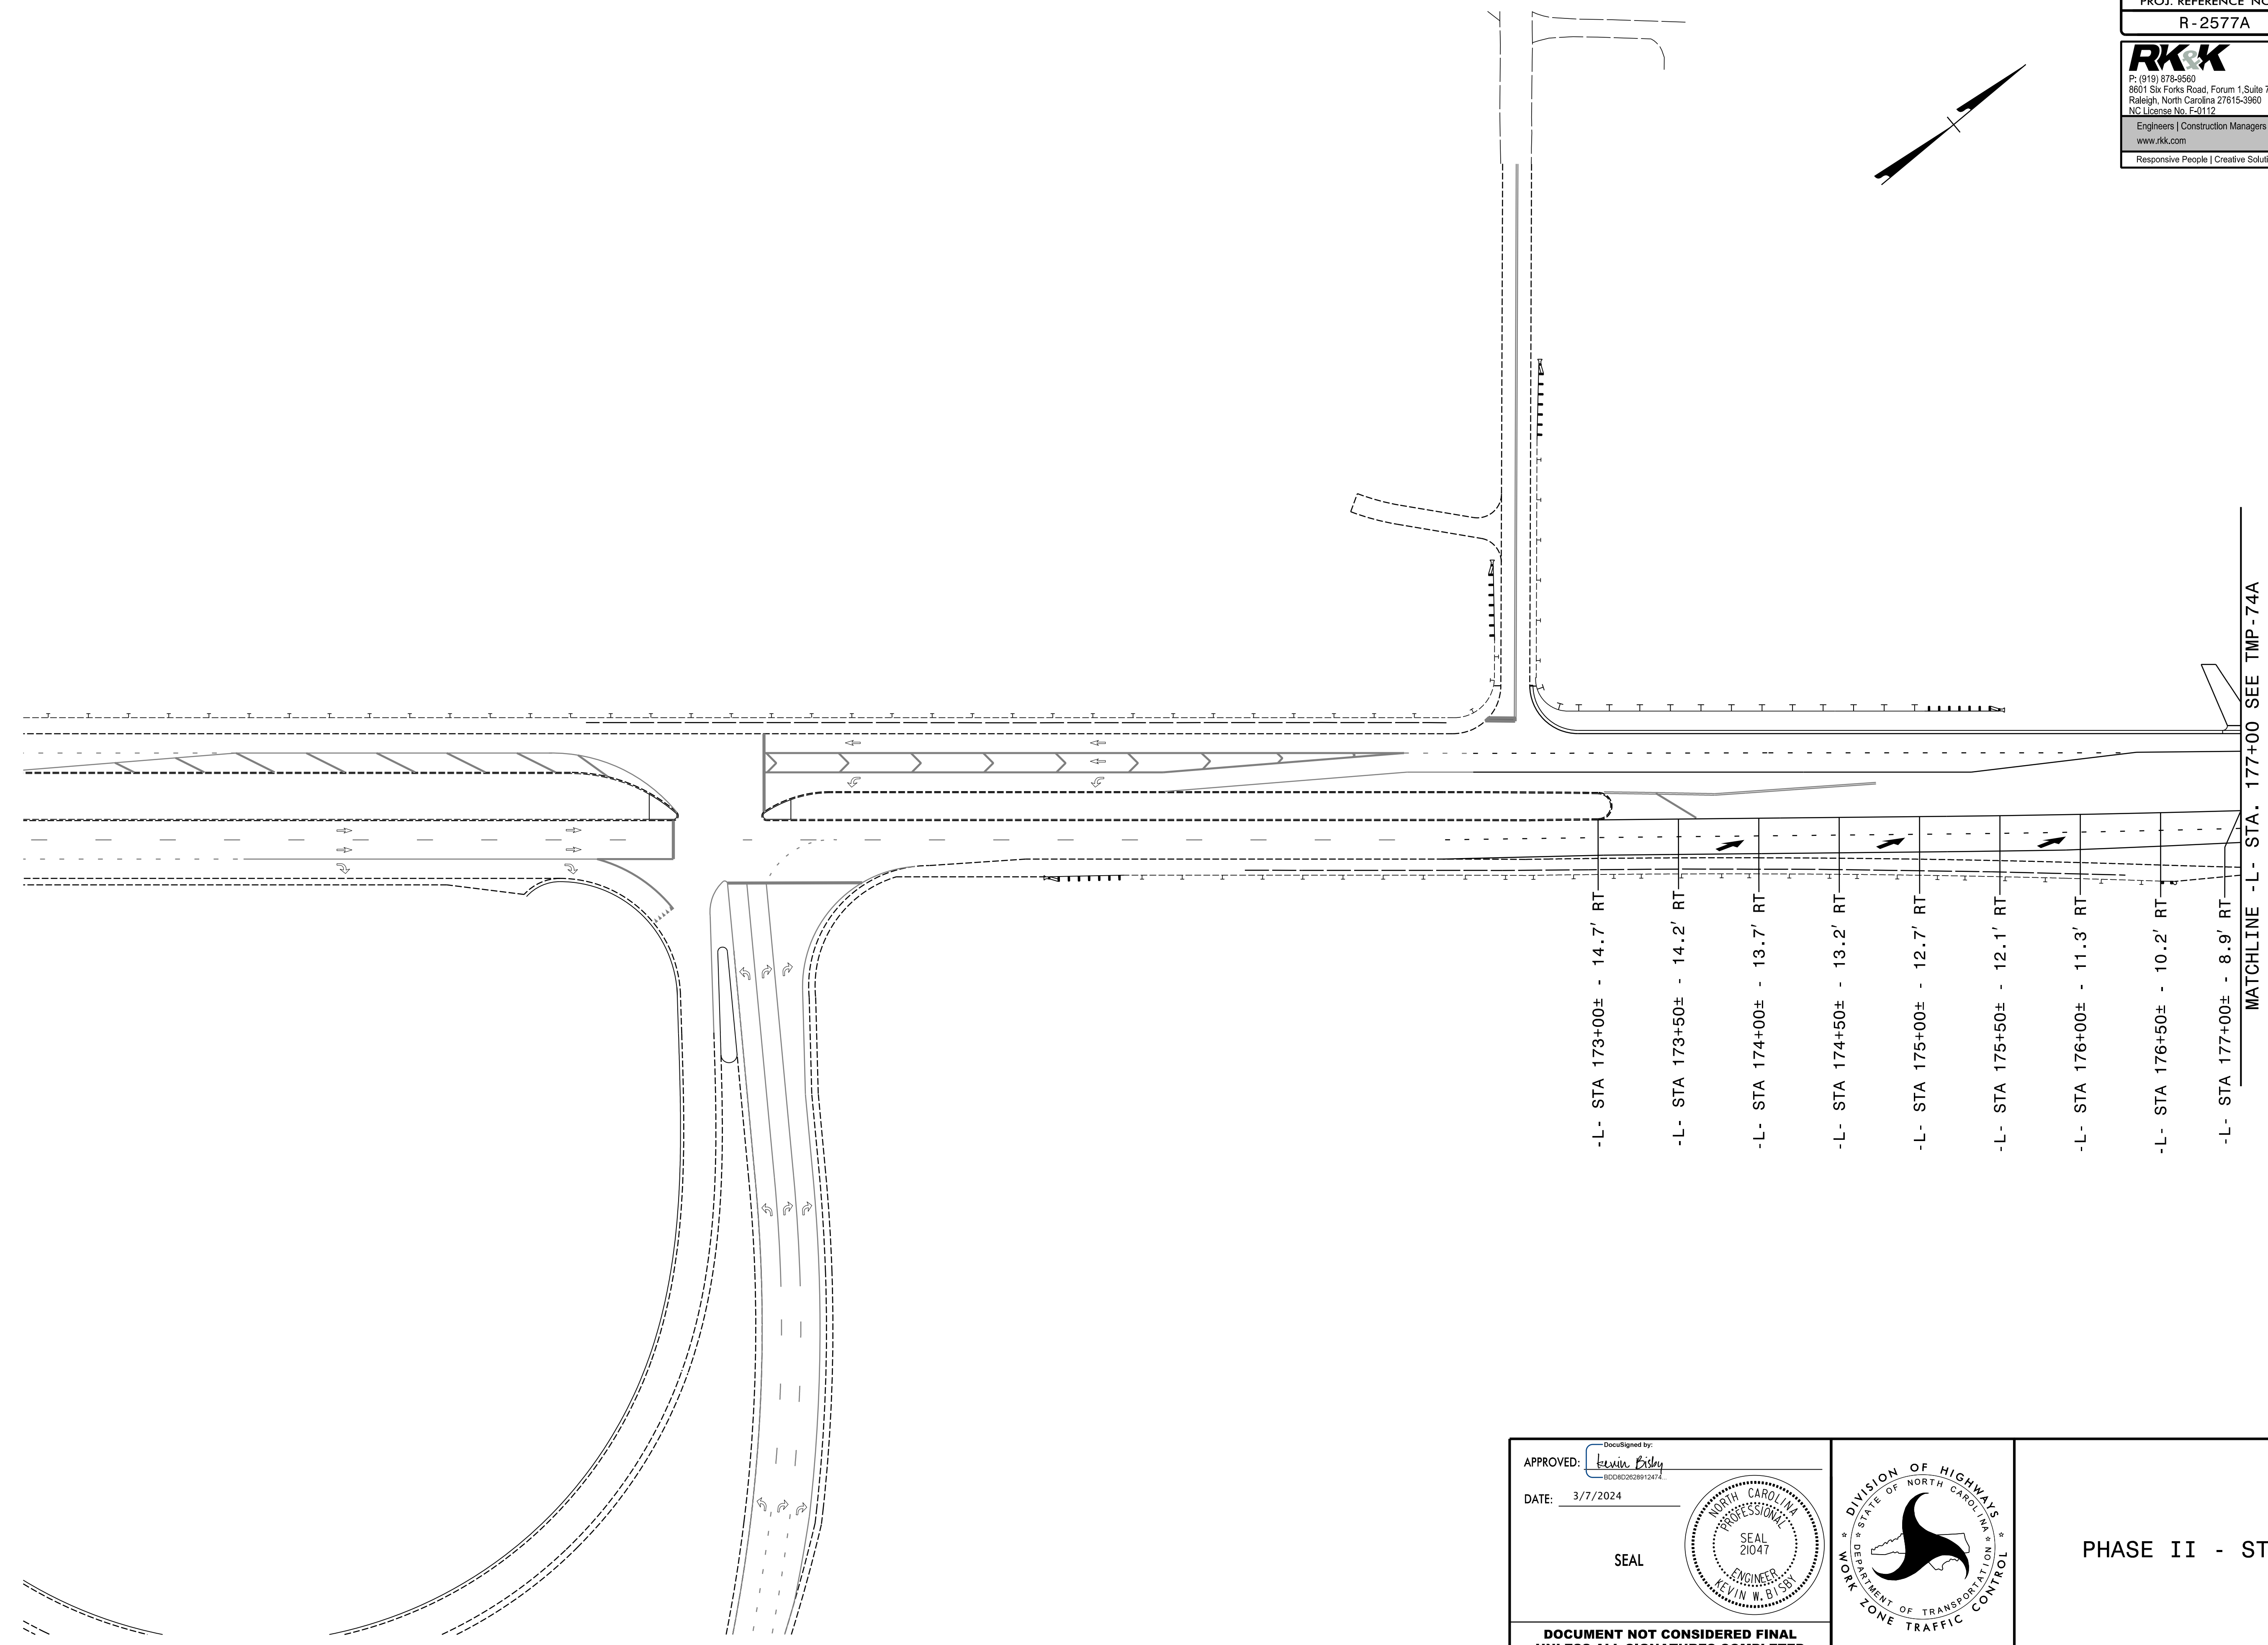 PROJ. REFERENCE NO
R-2577A
RK&K
P: (919) 878-9560
8601 Six Forks Road, Forum 1,Suite 7
Raleigh, North Carolina 27615-3960
NC License No. F-0112
Engineers | Construction Managers
www.rkk.com
Responsive People | Creative Soluti
MATCHLINE -L- STA. 177+00 SEE TMP-74A
-L- STA 173+00± - 14.7' RT
-L- STA 173+50± - 14.2' RT
-L- STA 174+00± - 13.7' RT
-L- STA 174+50± - 13.2' RT
-L- STA 175+00± - 12.7' RT
-L- STA 175+50± - 12.1' RT
-L- STA 176+00± - 11.3' RT
-L- STA 176+50± - 10.2' RT
-L- STA 177+00± - 8.9' RT
DocuSigned by:
APPROVED: Kevin Bisby
BDD8D2628912474...
DATE: 3/7/2024
SEAL
NORTH CAROLINA
PROFESSIONAL
SEAL
21047
ENGINEER
KEVIN W. BISBY
DIVISION OF HIGHWAYS
STATE OF NORTH CAROLINA
DEPARTMENT OF TRANSPORTATION
WORK ZONE TRAFFIC CONTROL
PHASE II - ST
DOCUMENT NOT CONSIDERED FINAL
UNLESS ALL SIGNATURES COMPLETED